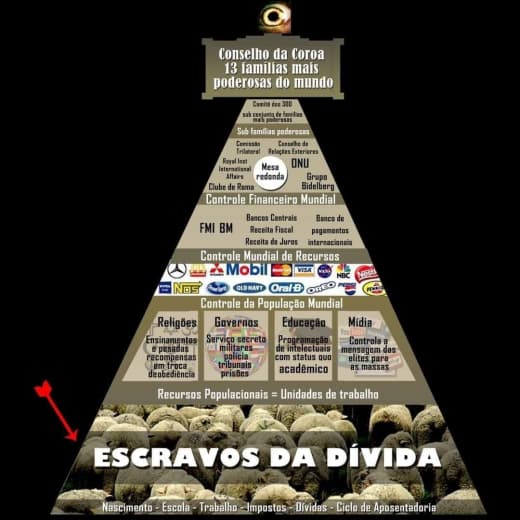 Conselho da Coroa
13 famílias mais
poderosas do mundo
Comitê dos 300
sub conjunto de famílias
mais poderosas
Sub famílias poderosas
Comissão
Trilateral
Conselho de
Relações Exteriores
Royal Inst
International
Affairs
Mesa
redonda
ONU
Clube de Roma
Grupo
Bidelberg
Controle Financeiro Mundial
FMI BM
Bancos Centrais
Receita Fiscal
Receita de Juros
Banco de
pagamentos
internacionais
Controle Mundial de Recursos
Mobil
MasterCard
VISA
NASA
NBC
Nestlé
NOS
OLD NAVY
Oral-B
OREO
PEPSI
Controle da População Mundial
Religiões
Ensinamentos
e pesadas
recompensas
em troca
obediência
Governos
Serviço secreto
militares
polícia
tribunais
prisões
Educação
Programação
de intelectuais
com status quo
acadêmico
Mídia
Controla a
mensagem das
elites para
as massas
Recursos Populacionais = Unidades de trabalho
ESCRAVOS DA DÍVIDA
Nascimento - Escola - Trabalho - Impostos - Dívidas - Ciclo de Aposentadoria